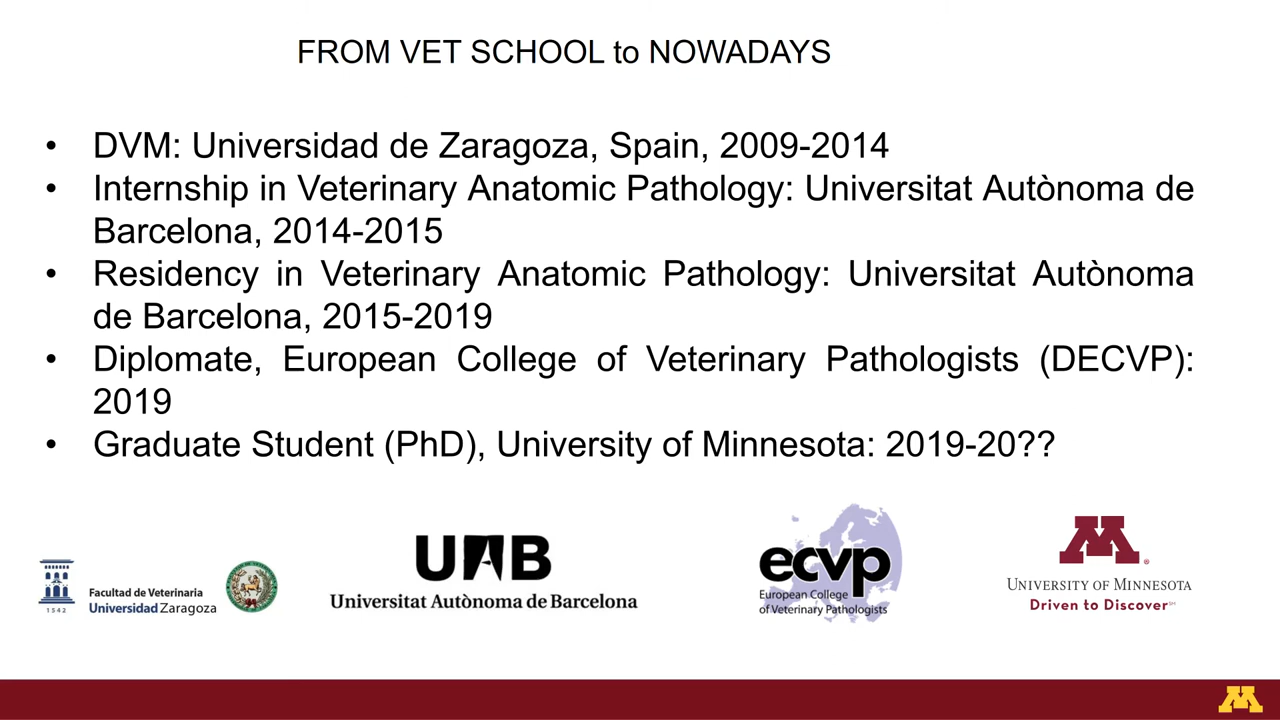 FROM VET SCHOOL to NOWADAYS
• DVM: Universidad de Zaragoza, Spain, 2009-2014
• Internship in Veterinary Anatomic Pathology: Universitat Autònoma de
Barcelona, 2014-2015
• Residency in Veterinary Anatomic Pathology: Universitat Autònoma
de Barcelona, 2015-2019
• Diplomate, European College of Veterinary Pathologists (DECVP):
2019
• Graduate Student (PhD), University of Minnesota: 2019-20??
1542
Facultad de Veterinaria
Universidad Zaragoza
UAB
Universitat Autònoma de Barcelona
ecvp
European College
of Veterinary Pathologists
M®
UNIVERSITY OF MINNESOTA
Driven to Discover℠
M